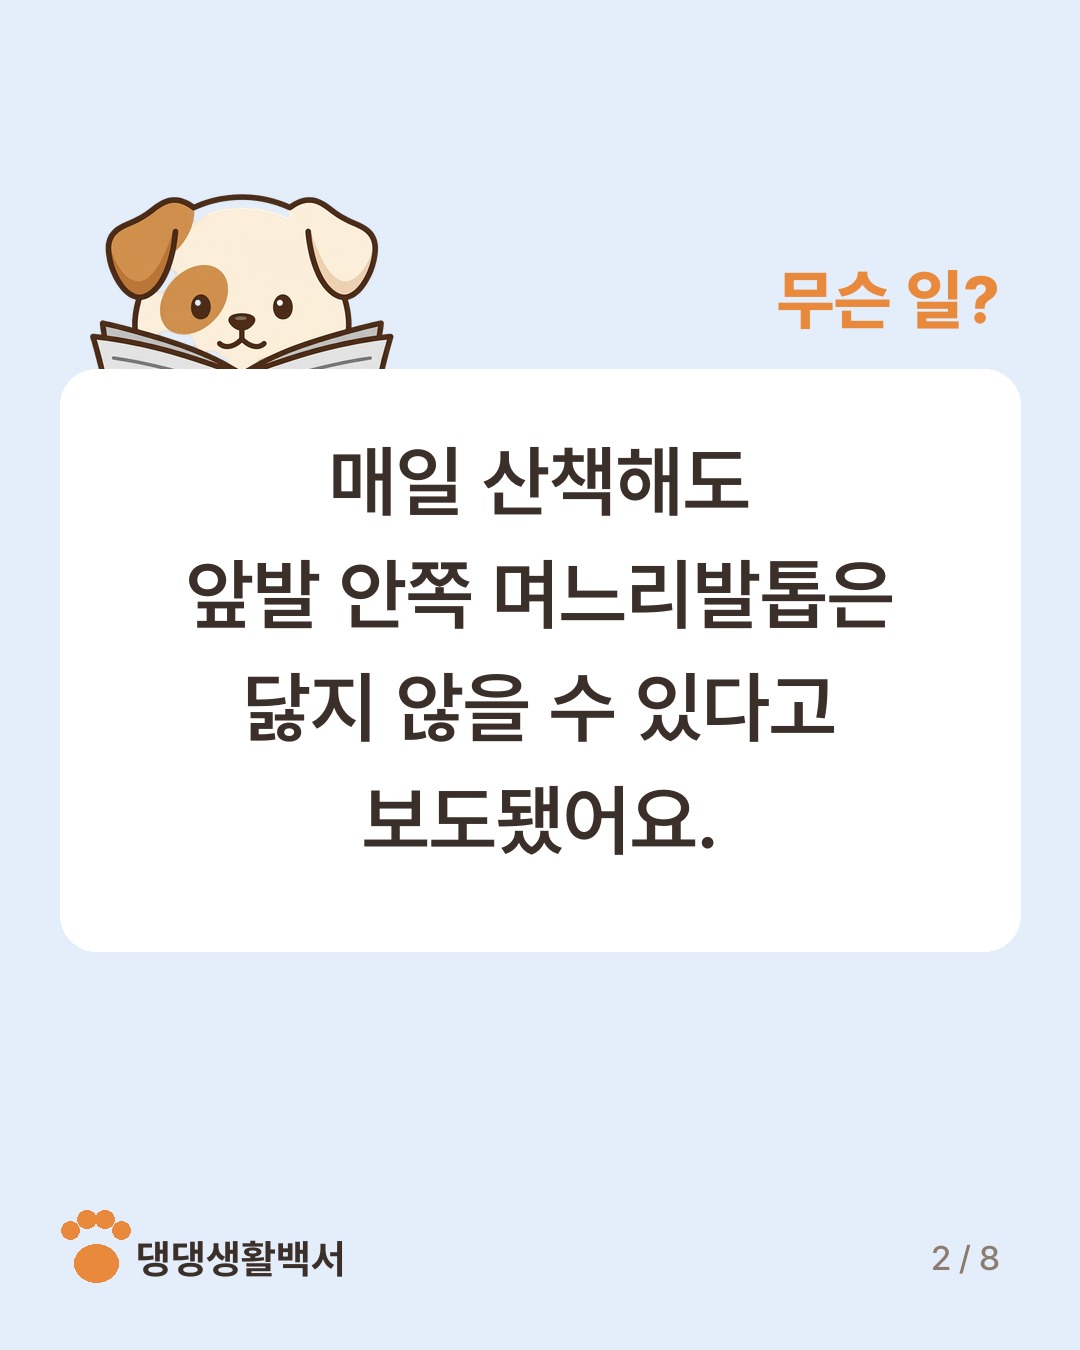 무슨 일?
매일 산책해도
앞발 안쪽 며느리발톱은
닳지 않을 수 있다고
보도됐어요.
댕댕생활백서
2 / 8